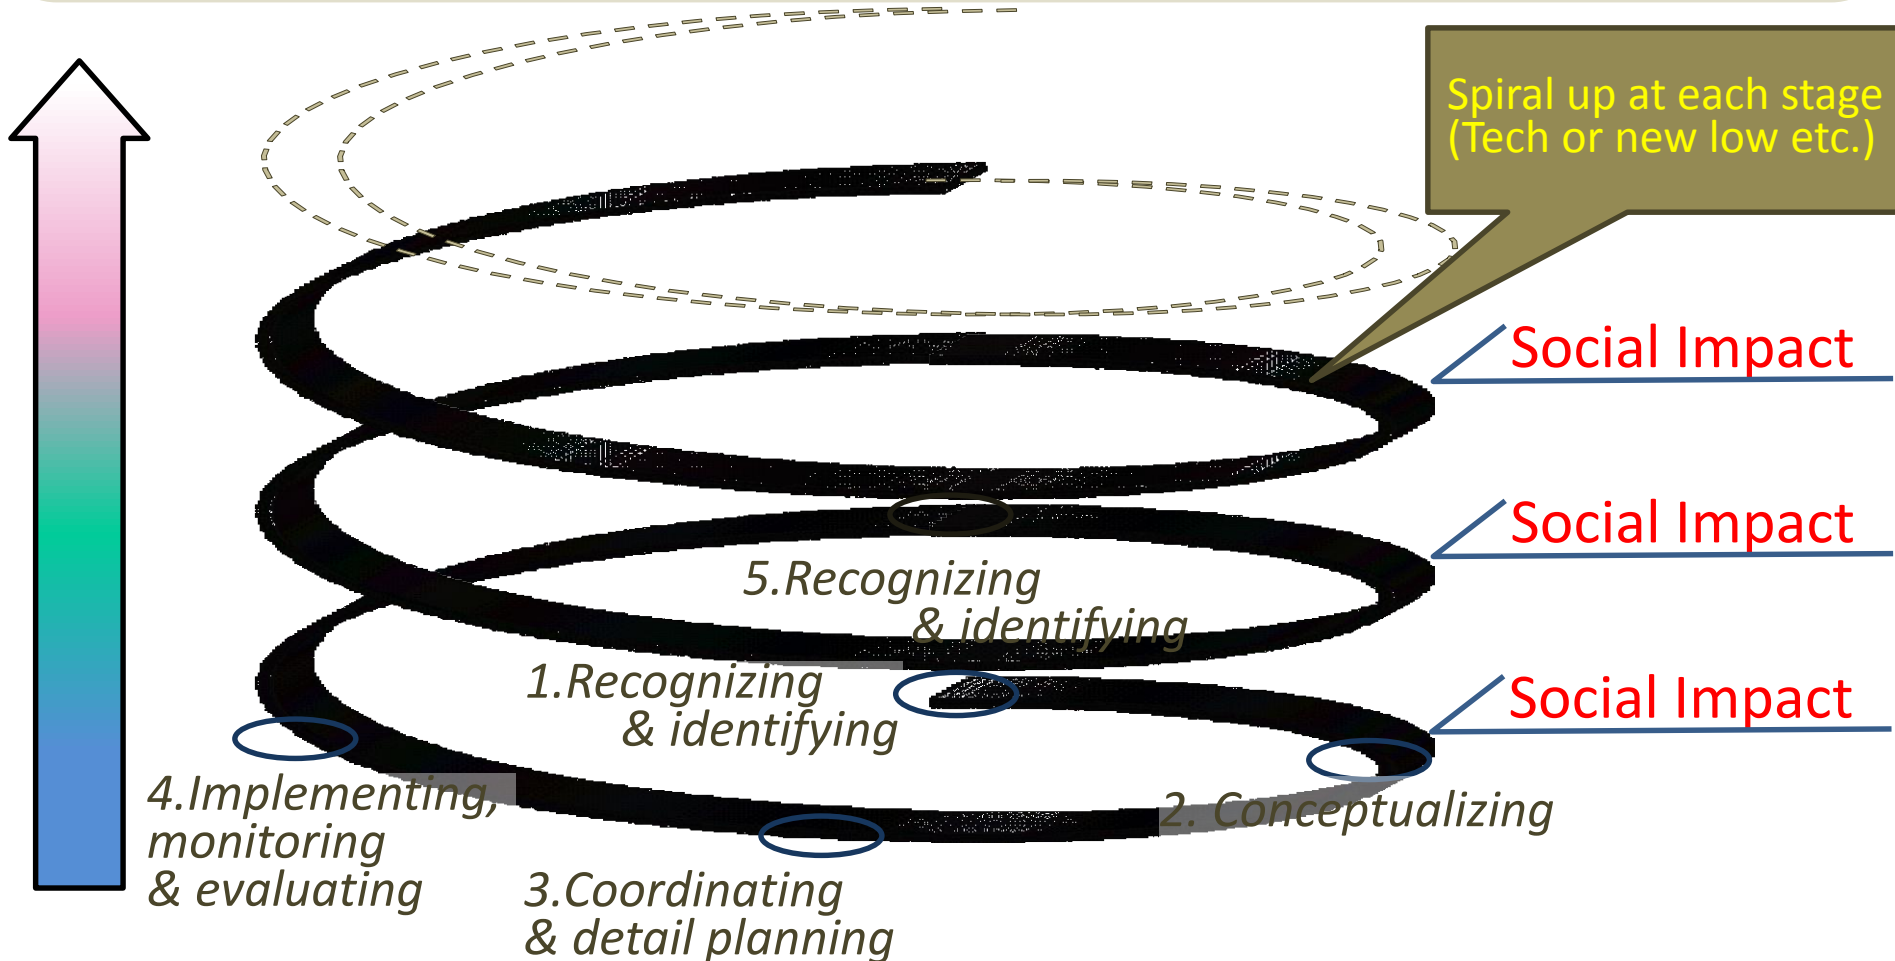 Spiral up at each stage
(Tech or new low etc.)
Social Impact
Social Impact
5.Recognizing
& identifying
1.Recognizing
& identifying
Social Impact
2. Conceptualizing
4.Implementing,
monitoring
& evaluating
3.Coordinating
& detail planning